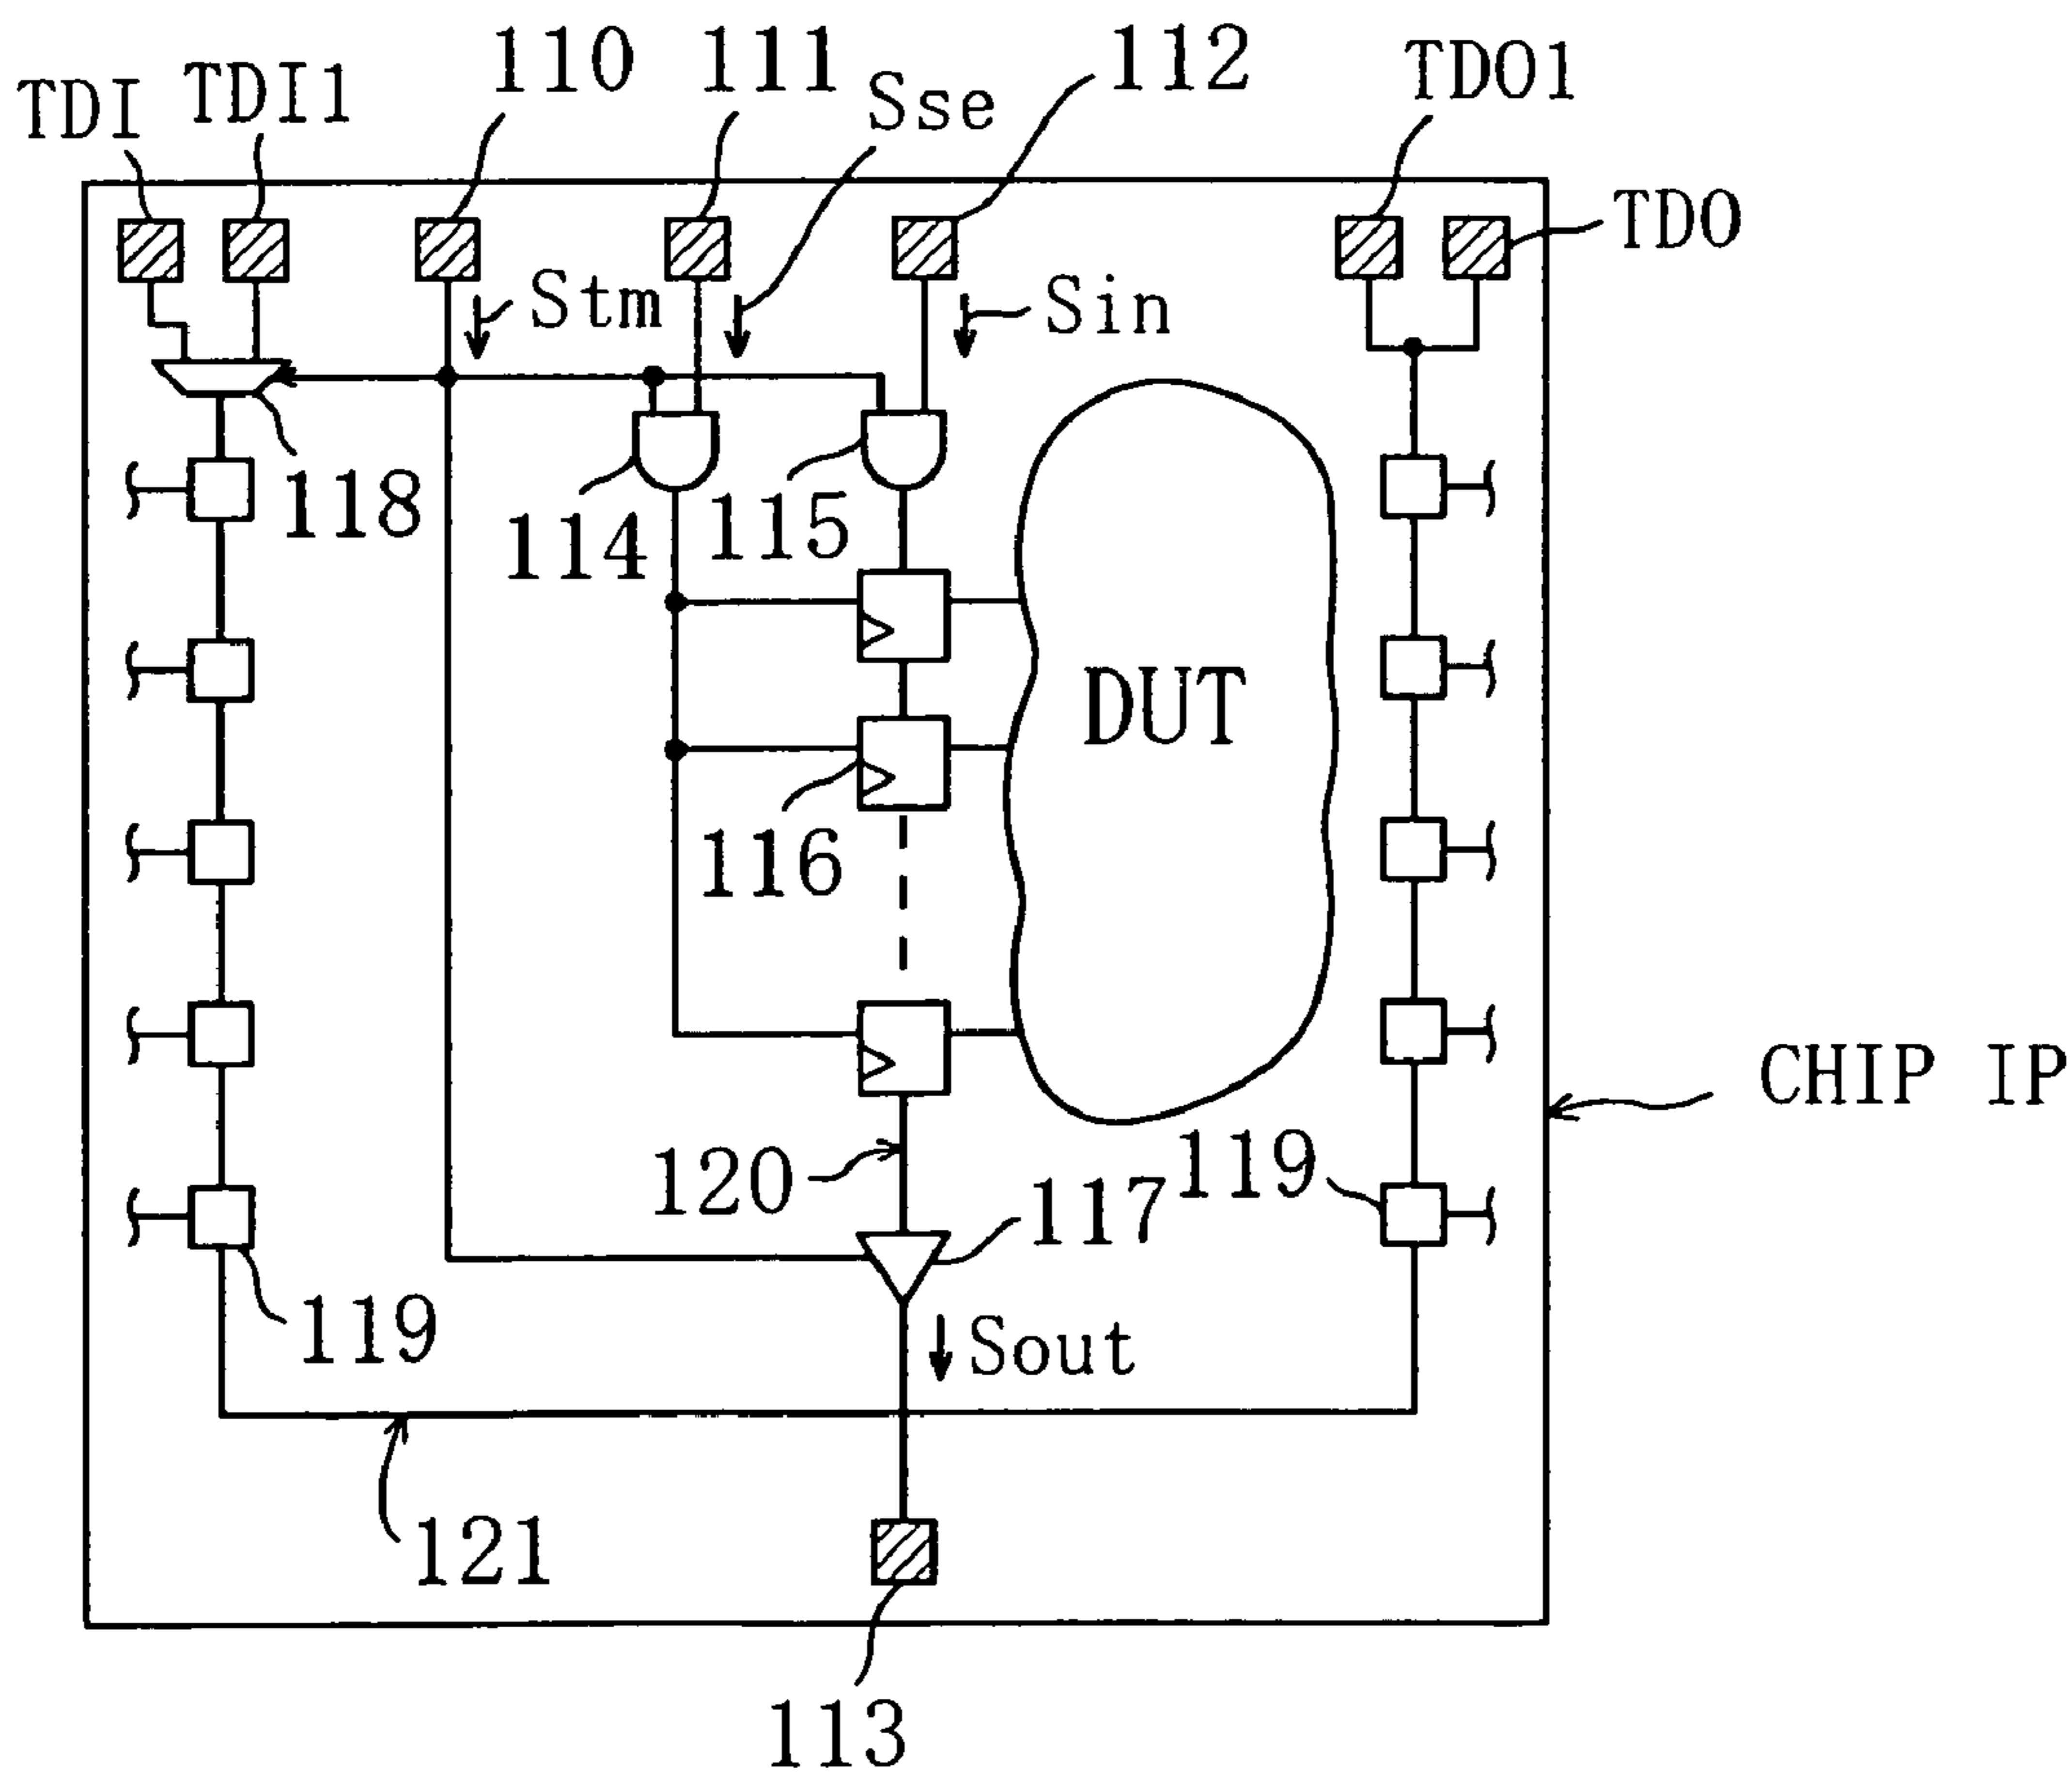 110
111
112
TDO1
TDI
TDI1
Sse
TDO
Stm
Sin
118
114
115
DUT
116
CHIP IP
120
117
119
119
Sout
121
113